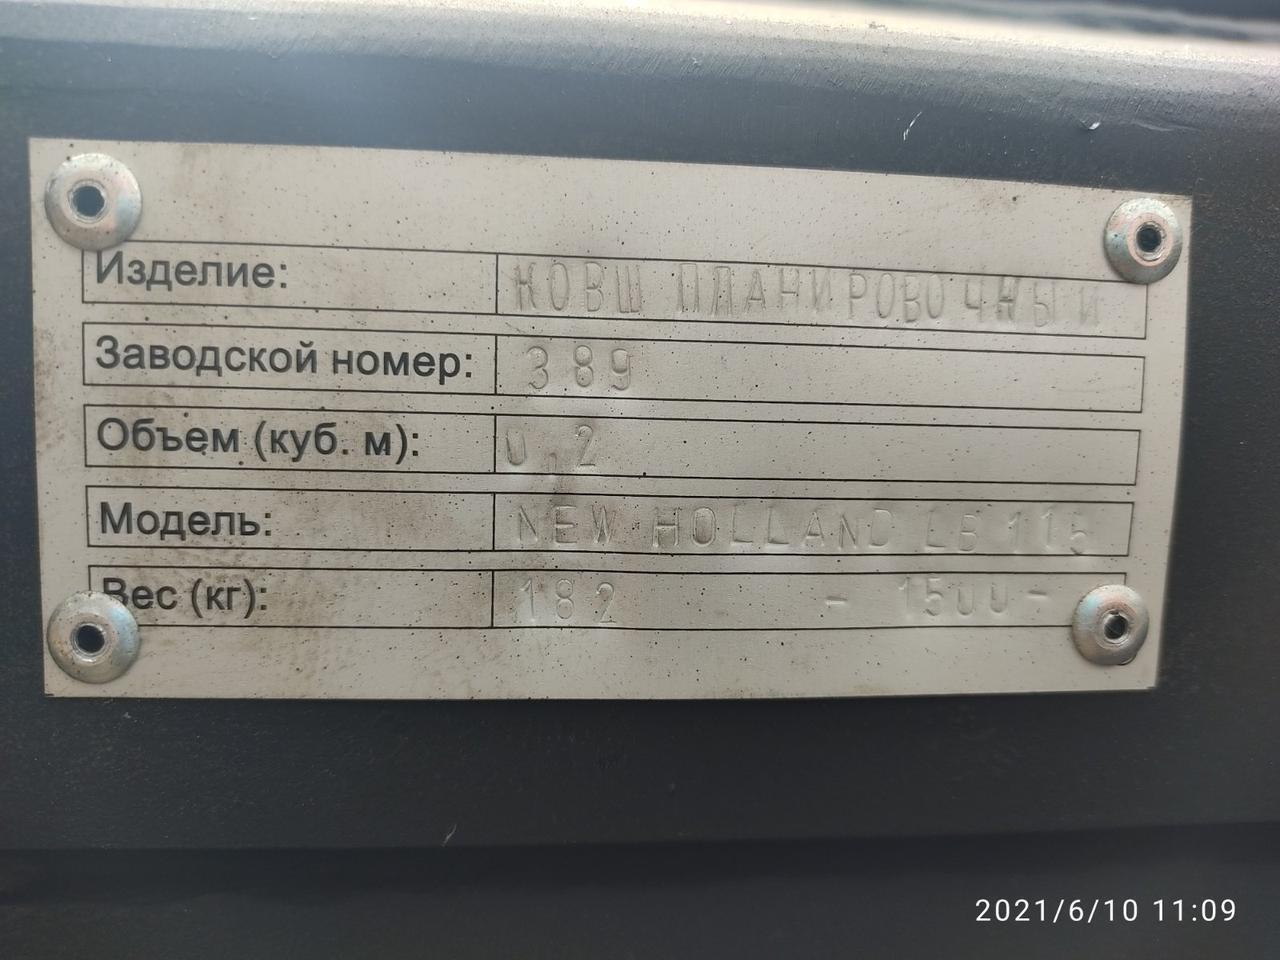 Изделие: КОВШ ПЛАНИРОВОЧНЫЙ
Заводской номер: 389
Объем (куб. м): 0,2
Модель: NEW HOLLAND LB 115
Вес (кг): 182 - 1500-
2021/6/10 11:09